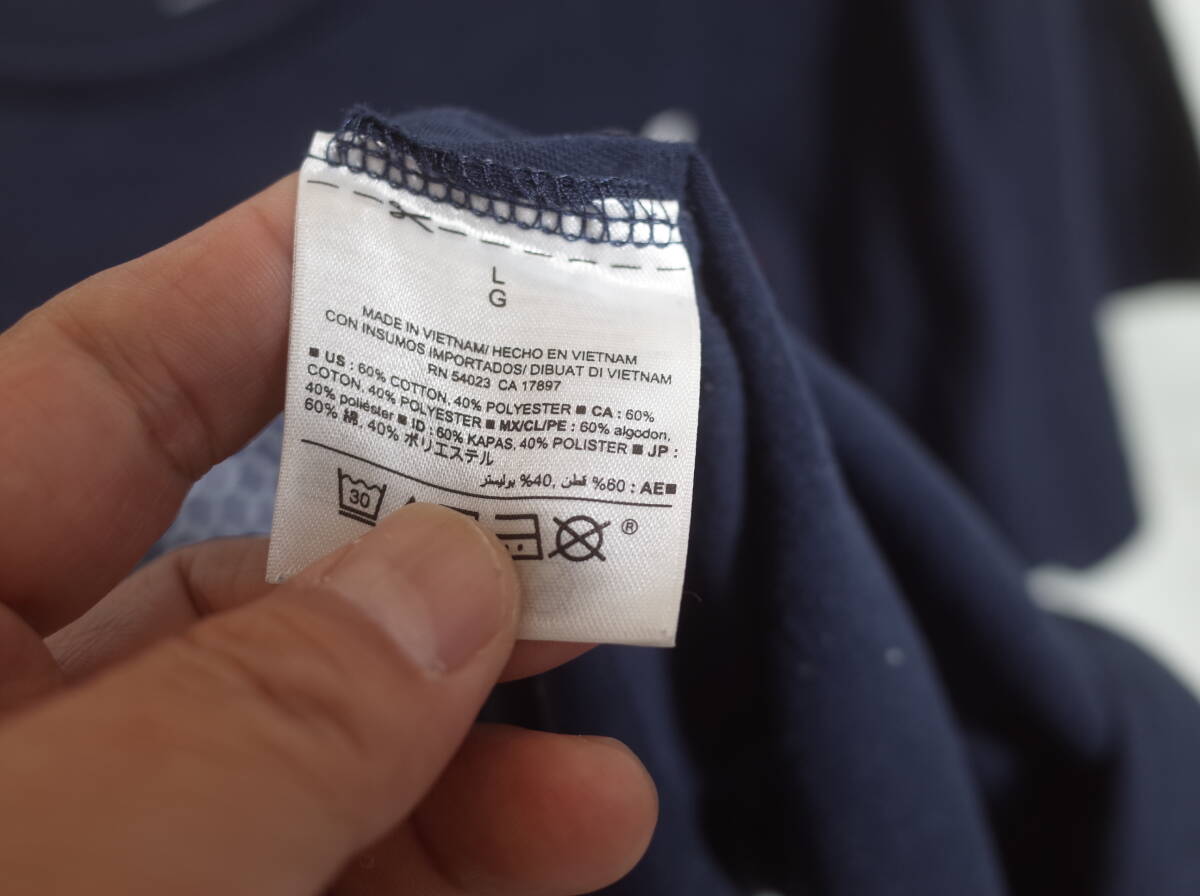 L
G
MADE IN VIETNAM/ HECHO EN VIETNAM
CON INSUMOS IMPORTADOS/ DIBUAT DI VIETNAM
RN 54023 CA 17897
■ US : 60% COTTON, 40% POLYESTER ■ CA : 60%
COTON, 40% POLYESTER ■ MX/CL/PE : 60% algodon,
40% poliéster ■ ID : 60% KAPAS, 40% POLISTER ■ JP :
60% 綿, 40% ポリエステル
■AE : %60 قطن, %40 بوليستر
30
®